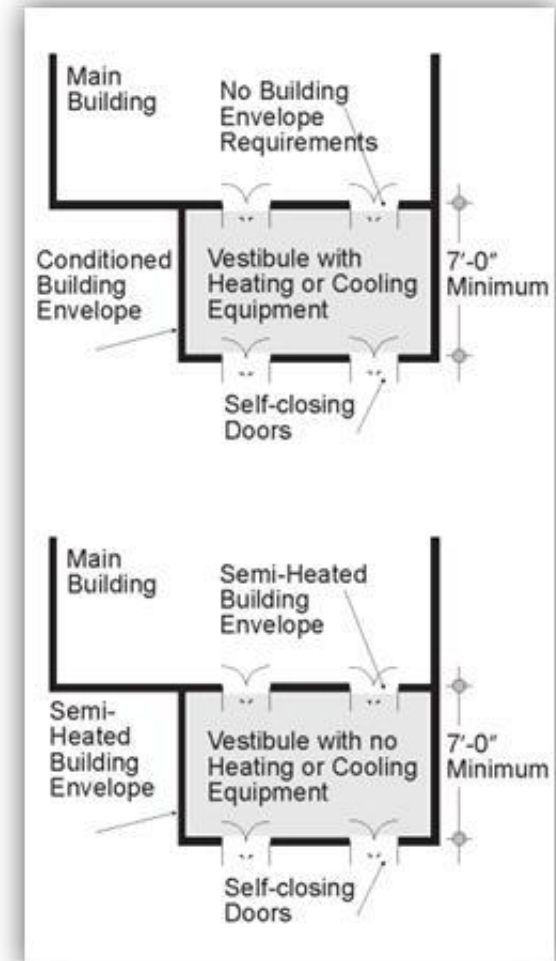 Main
Building
No Building
Envelope
Requirements
Conditioned
Building
Envelope
Vestibule with
Heating or Cooling
Equipment
7'-0"
Minimum
Self-closing
Doors
Main
Building
Semi-Heated
Building
Envelope
Semi-
Heated
Building
Envelope
Vestibule with no
Heating or Cooling
Equipment
7'-0"
Minimum
Self-closing
Doors